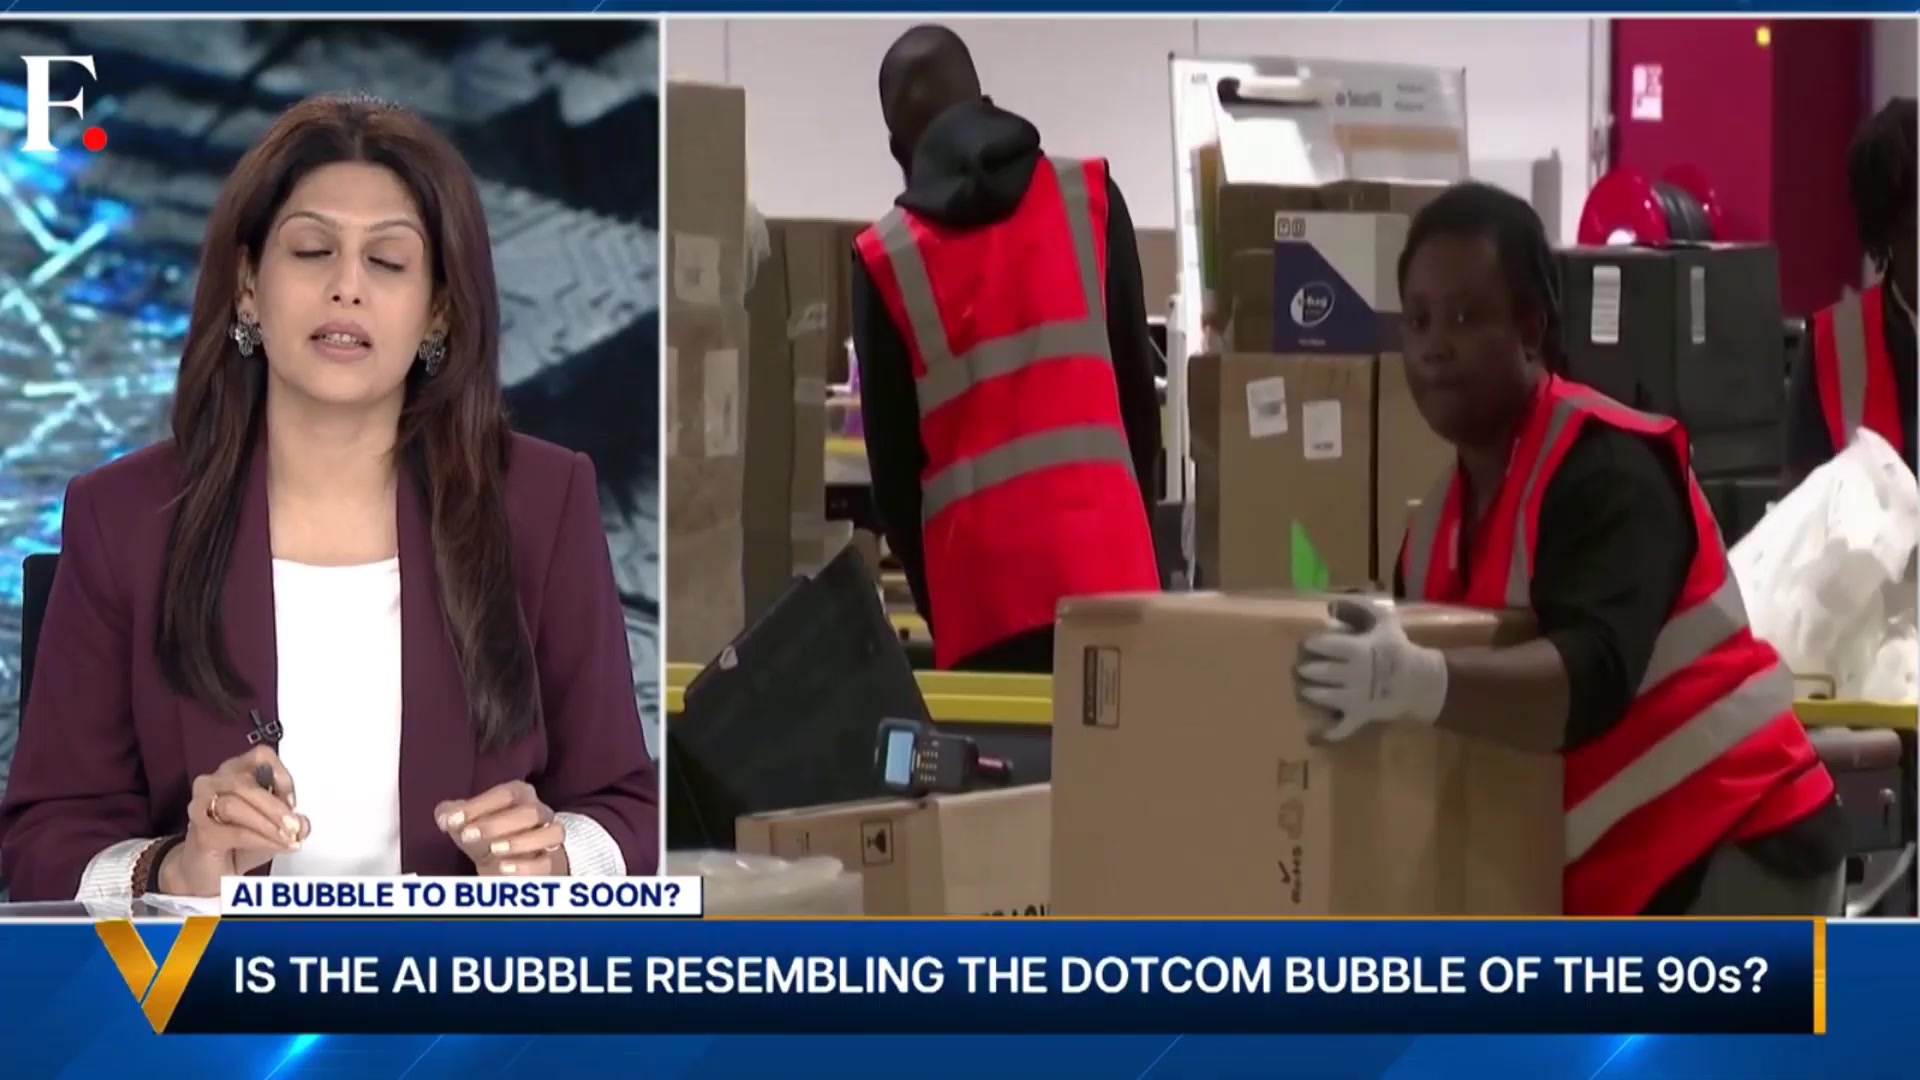 F.
AI BUBBLE TO BURST SOON?
IS THE AI BUBBLE RESEMBLING THE DOTCOM BUBBLE OF THE 90s?